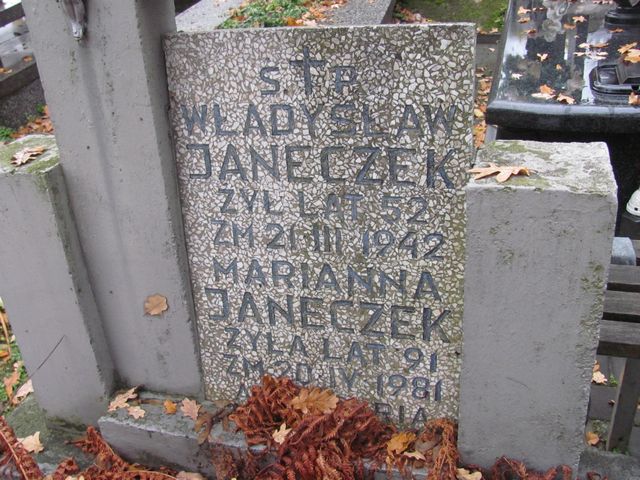 S † P
WŁADYSŁAW
JANECZEK
ŻYŁ LAT 52
ZM 21 III 1942
MARIANNA
JANECZEK
ŻYŁA LAT 91
ZM 20 IV 1981